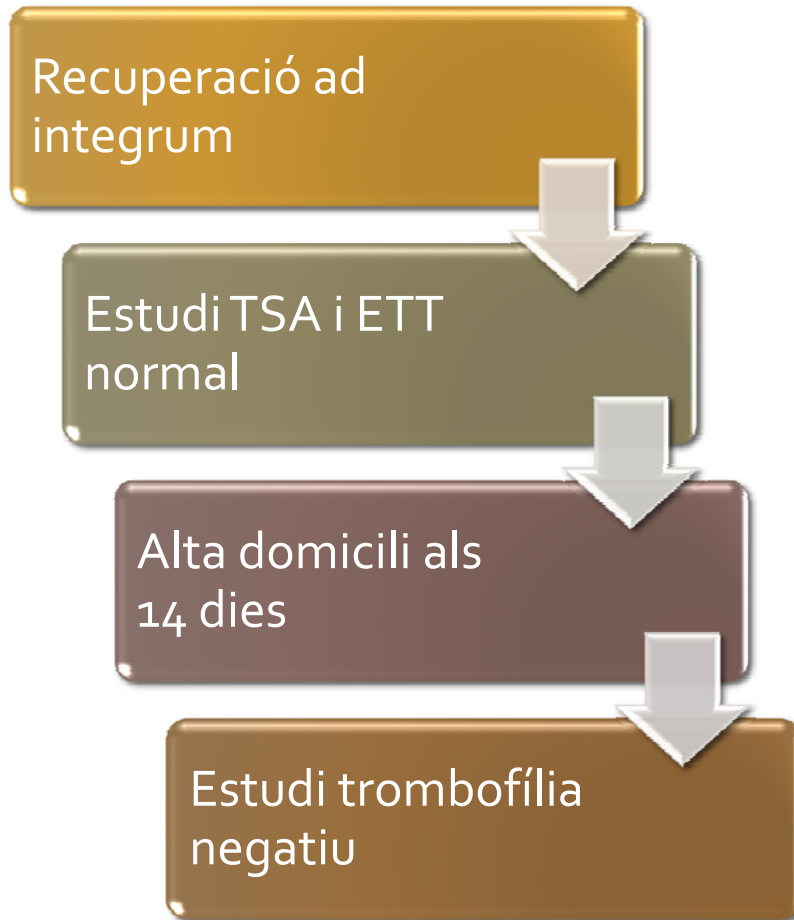 Recuperació ad
integrum
Estudi TSA i ETT
normal
Alta domicili als
14 dies
Estudi trombofília
negatiu